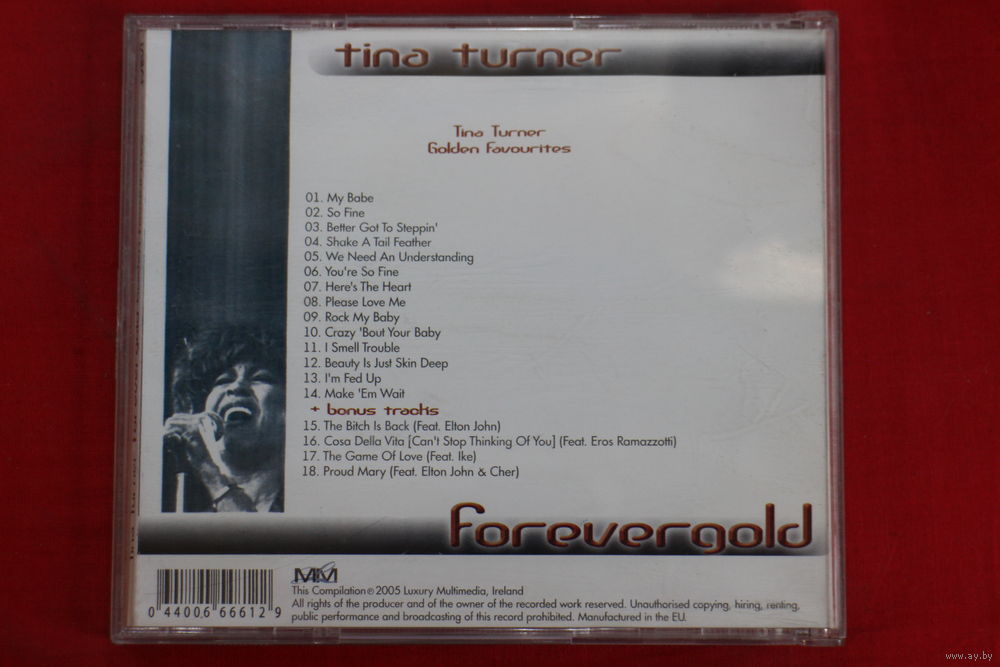 tina turner
Tina Turner
Golden Favourites
01. My Babe
02. So Fine
03. Better Got To Steppin'
04. Shake A Tail Feather
05. We Need An Understanding
06. You're So Fine
07. Here's The Heart
08. Please Love Me
09. Rock My Baby
10. Crazy 'Bout Your Baby
11. I Smell Trouble
12. Beauty Is Just Skin Deep
13. I'm Fed Up
14. Make 'Em Wait
+ bonus tracks
15. The Bitch Is Back (Feat. Elton John)
16. Cosa Della Vita [Can't Stop Thinking Of You] (Feat. Eros Ramazzotti)
17. The Game Of Love (Feat. Ike)
18. Proud Mary (Feat. Elton John & Cher)
forevergold
This Compilation ℗ 2005 Luxury Multimedia, Ireland
All rights of the producer and of the owner of the recorded work reserved. Unauthorised copying, hiring, renting,
public performance and broadcasting of this record prohibited. Manufactured in the EU.
0 44006 66612 9
www.ay.by